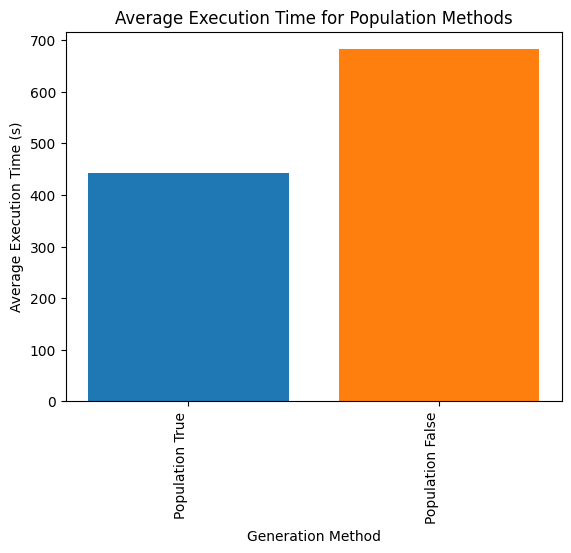 Average Execution Time for Population Methods
Average Execution Time (s)
700
600
500
400
300
200
100
0
Population True
Population False
Generation Method